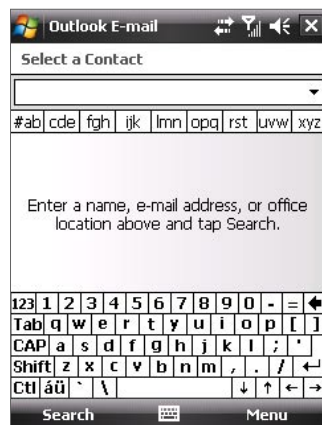 Outlook E-mail
Select a Contact
#ab cde fgh ijk lmn opq rst uvw xyz
Enter a name, e-mail address, or office
location above and tap Search.
123 1 2 3 4 5 6 7 8 9 0 - =
Tab q w e r t y u i o p [ ]
CAP a s d f g h j k l ; '
Shift z x c v b n m , . /
Ctl áü ` \
Search Menu